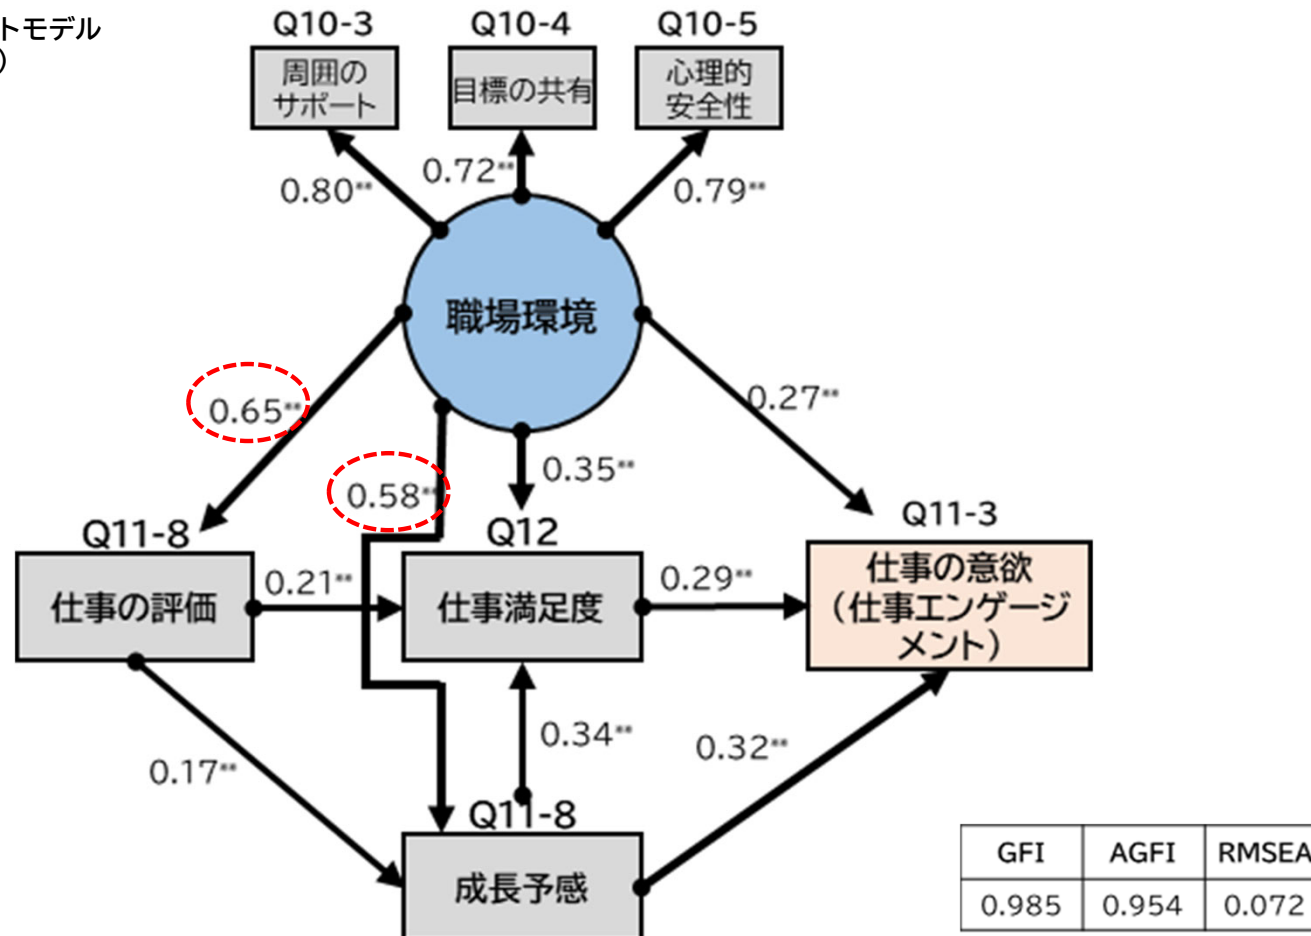 トモデル
)
Q10-3
Q10-4
Q10-5
周囲の
サポート
目標の共有
心理的
安全性
0.80**
0.72**
0.79**
職場環境
0.65**
0.27**
0.58**
0.35**
Q11-8
Q12
Q11-3
仕事の評価
0.21**
仕事満足度
0.29**
仕事の意欲
（仕事エンゲージ
メント）
0.17**
0.34**
0.32**
Q11-8
成長予感
GFI
AGFI
RMSEA
0.985
0.954
0.072